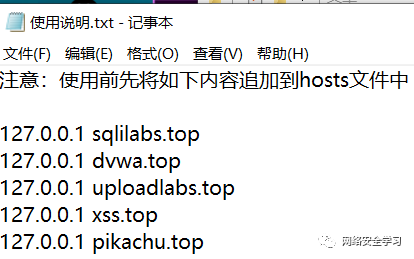 使用说明.txt - 记事本
文件(F) 编辑(E) 格式(O) 查看(V) 帮助(H)
注意：使用前先将如下内容追加到hosts文件中
127.0.0.1 sqlilabs.top
127.0.0.1 dvwa.top
127.0.0.1 uploadlabs.top
127.0.0.1 xss.top
127.0.0.1 pikachu.top
网络安全学习